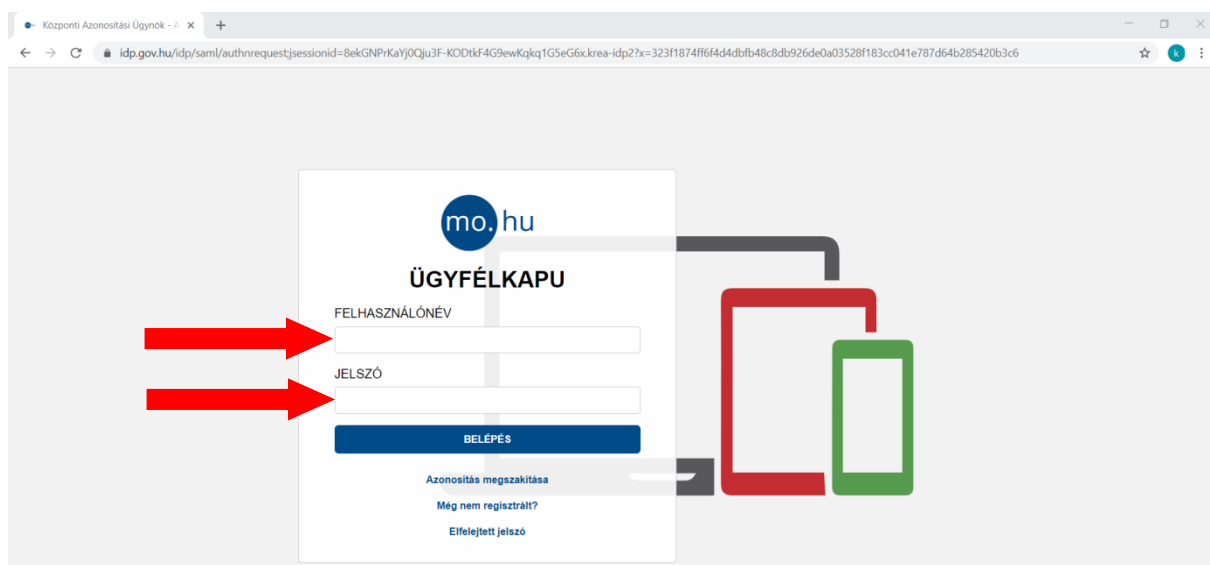 Központi Azonosítási Ügynök - A
idp.gov.hu/idp/saml/authnrequest;jsessionid=8ekGNPrKaYj0Qju3F-KODtkF4G9ewKqkq1G5eG6x.krea-idp2?x=323f1874ff6f4d4dbfb48c8db926de0a03528f183cc041e787d64b285420b3c6
k
mo.hu
ÜGYFÉLKAPU
FELHASZNÁLÓNÉV
JELSZÓ
BELÉPÉS
Azonosítás megszakítása
Még nem regisztrált?
Elfelejtett jelszó